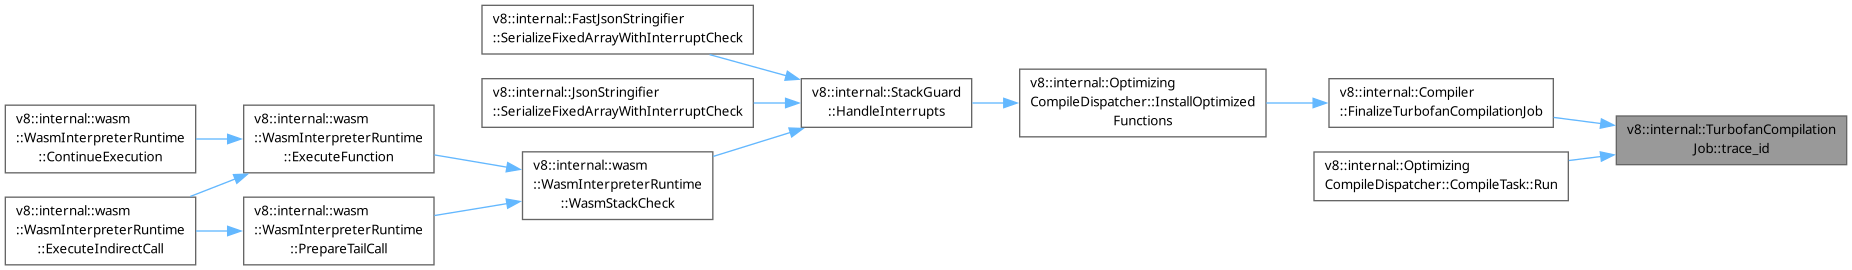 v8::internal::FastJsonStringifier
::SerializeFixedArrayWithInterruptCheck
v8::internal::JsonStringifier
::SerializeFixedArrayWithInterruptCheck
v8::internal::StackGuard
::HandleInterrupts
v8::internal::Optimizing
CompileDispatcher::InstallOptimized
Functions
v8::internal::Compiler
::FinalizeTurbofanCompilationJob
v8::internal::TurbofanCompilation
Job::trace_id
v8::internal::Optimizing
CompileDispatcher::CompileTask::Run
v8::internal::wasm
::WasmInterpreterRuntime
::ContinueExecution
v8::internal::wasm
::WasmInterpreterRuntime
::ExecuteFunction
v8::internal::wasm
::WasmInterpreterRuntime
::WasmStackCheck
v8::internal::wasm
::WasmInterpreterRuntime
::ExecuteIndirectCall
v8::internal::wasm
::WasmInterpreterRuntime
::PrepareTailCall